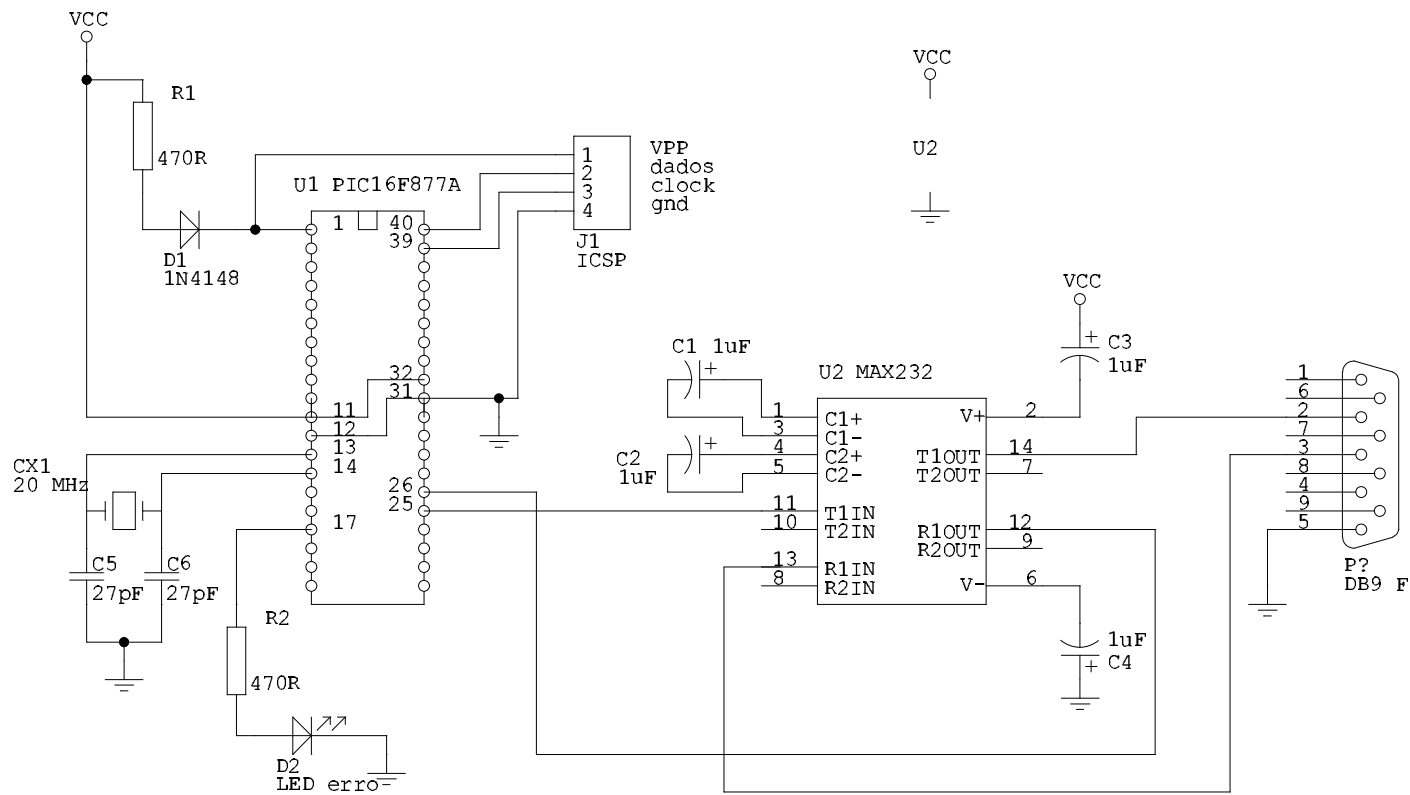 VCC
R1
470R
D1
1N4148
U1 PIC16F877A
1
40
39
32
31
11
12
13
14
26
25
17
1
2
3
4
VPP
dados
clock
gnd
J1
ICSP
VCC
U2
CX1
20 MHz
C5
27pF
C6
27pF
R2
470R
D2
LED erro-
C1 1uF
C2
1uF
+
+
U2 MAX232
1
3
4
5
11
10
13
8
C1+
C1-
C2+
C2-
T1IN
T2IN
R1IN
R2IN
V+
T1OUT
T2OUT
R1OUT
R2OUT
V-
2
14
7
12
9
6
VCC
+
C3
1uF
1uF
C4
+
1
6
2
7
3
8
4
9
5
P?
DB9 F